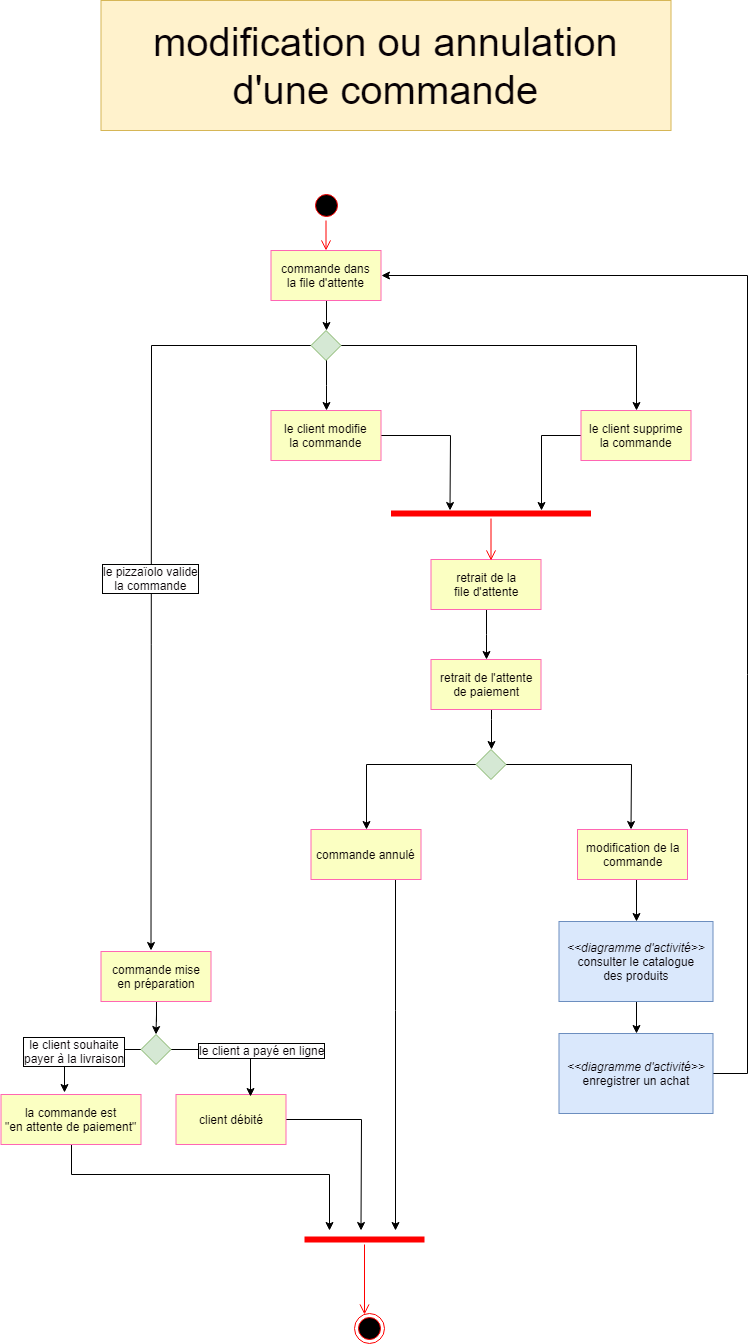 modification ou annulation
d'une commande
commande dans
la file d'attente
le client modifie
la commande
le client supprime
la commande
le pizzaïolo valide
la commande
retrait de la
file d'attente
retrait de l'attente
de paiement
commande annulé
modification de la
commande
<<diagramme d'activité>>
consulter le catalogue
des produits
commande mise
en préparation
le client souhaite
payer à la livraison
le client a payé en ligne
<<diagramme d'activité>>
enregistrer un achat
la commande est
"en attente de paiement"
client débité